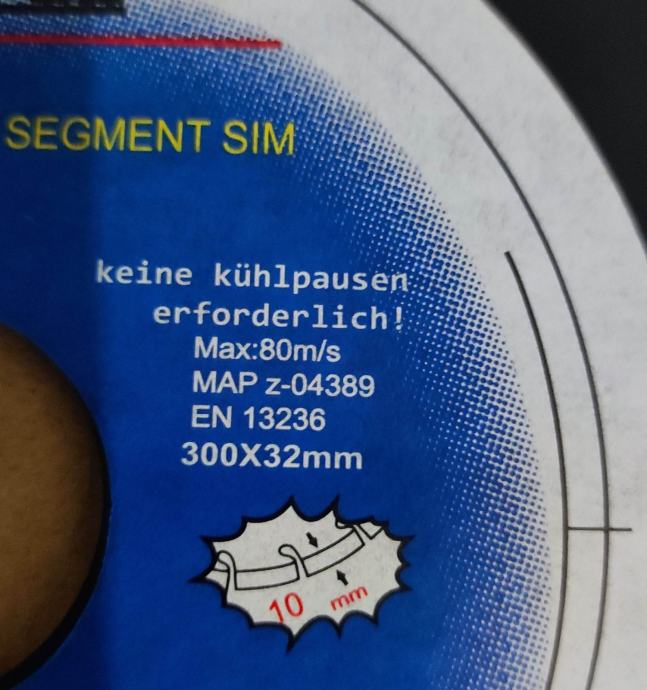 SEGMENT SIM
keine kühlpausen
erforderlich!
Max:80m/s
MAP z-04389
EN 13236
300X32mm
10 mm